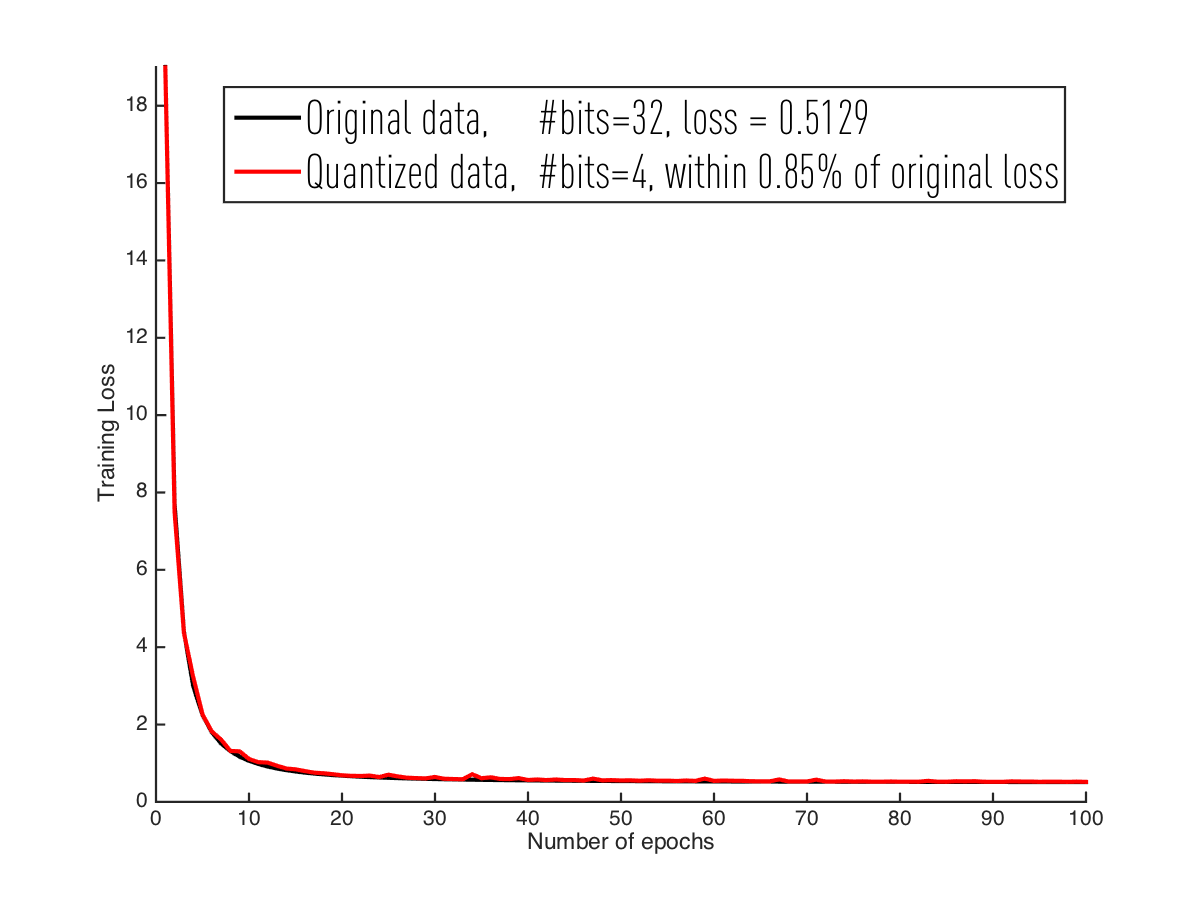 18
Original data, #bits=32, loss = 0.5129
Quantized data, #bits=4, within 0.85% of original loss
16
14
12
10
8
6
4
2
0
Training Loss
0 10 20 30 40 50 60 70 80 90 100
Number of epochs